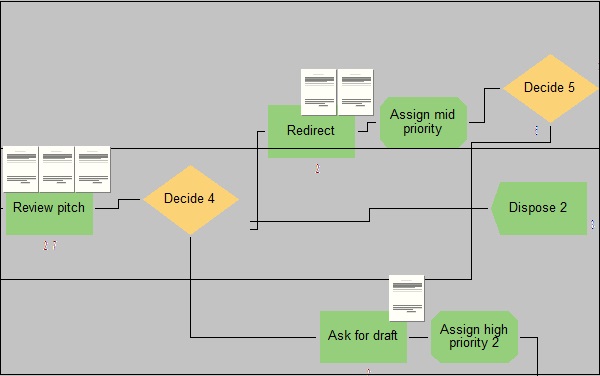 Decide 5
Assign mid
priority
Redirect
Review pitch
Decide 4
Dispose 2
Ask for draft
Assign high
priority 2